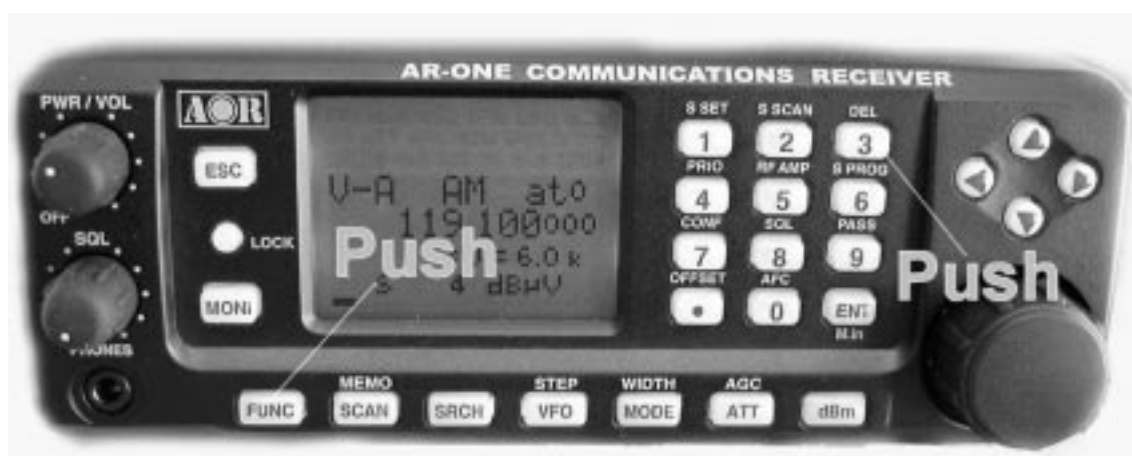 AR-ONE COMMUNICATIONS RECEIVER
PWR / VOL
OFF
SQL
PHONES
AOR
ESC
LOCK
MONi
V-A AM ato
119.100000
Push
= 6.0 k
4 dBµV
S SET S SCAN DEL
1 2 3
PRIO RF AMP S PROG
4 5 6
CONF SQL PASS
7 8 9
OFFSET AFC
• 0 ENT
M.in
Push
MEMO STEP WIDTH AGC
FUNC SCAN SRCH VFO MODE ATT dBm